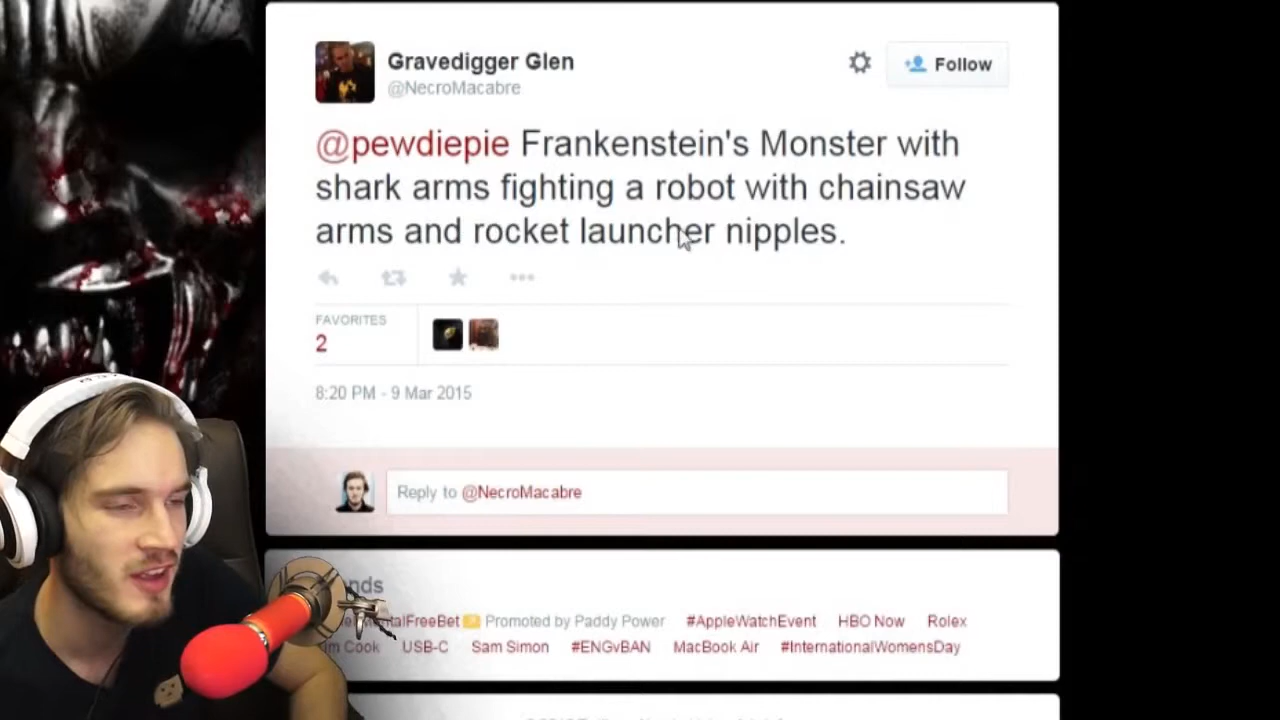 Gravedigger Glen
@NecroMacabre
Follow
@pewdiepie Frankenstein's Monster with
shark arms fighting a robot with chainsaw
arms and rocket launcher nipples.
FAVORITES
2
8:20 PM - 9 Mar 2015
Reply to @NecroMacabre
Promoted by Paddy Power #AppleWatchEvent HBO Now Rolex
Cook USB-C Sam Simon #ENGvBAN MacBook Air #InternationalWomensDay